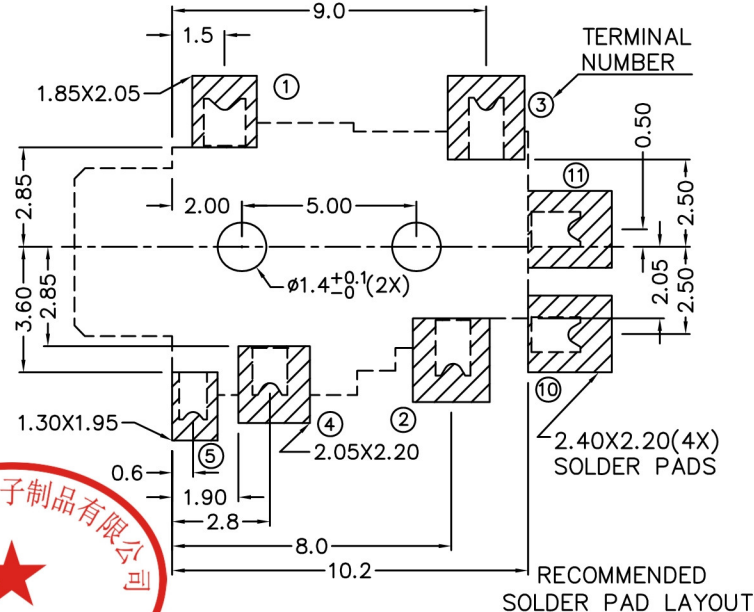 9.0
1.5
TERMINAL
NUMBER
1.85X2.05
①
③
0.50
2.85
2.50
⑪
2.00
5.00
ø1.4+0.1-0(2X)
3.60
2.85
2.05
2.50
1.30X1.95
⑤
④
②
⑩
2.05X2.20
2.40X2.20(4X)
SOLDER PADS
0.6
1.90
2.8
8.0
10.2
RECOMMENDED
SOLDER PAD LAYOUT
子制品有限公司